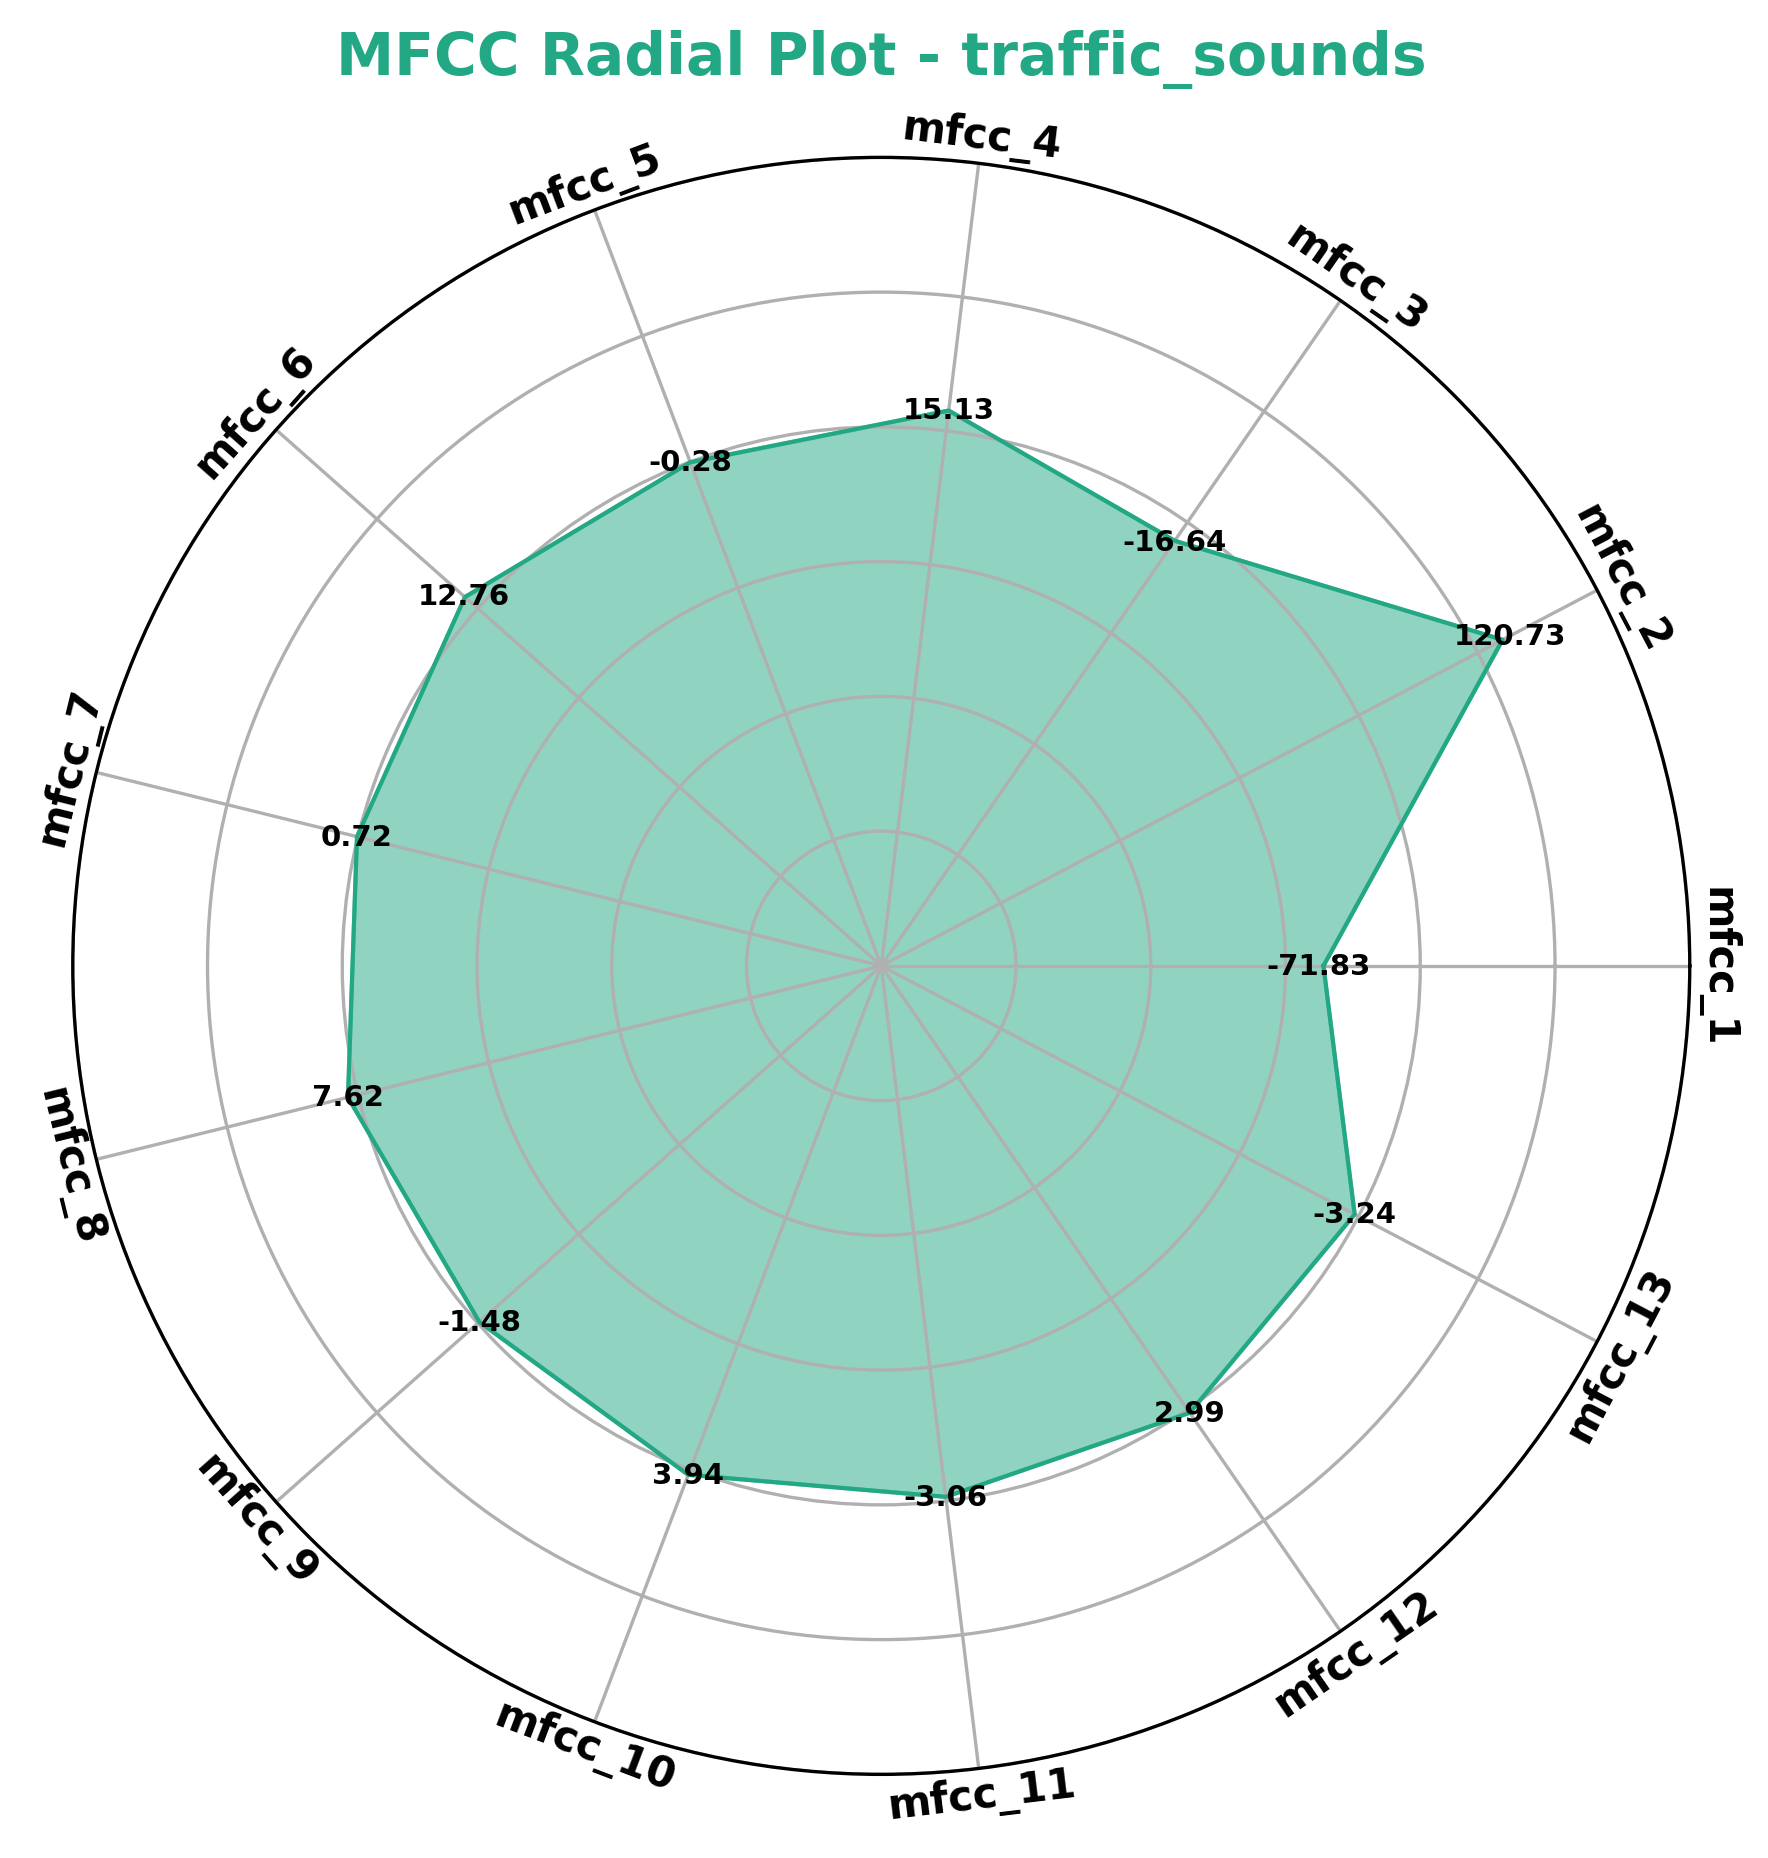 MFCC Radial Plot - traffic_sounds
mfcc_4
mfcc_5
mfcc_3
mfcc_6
15.13
-0.28
mfcc_2
-16.64
12.76
120.73
mfcc_7
0.72
mfcc_1
-71.83
7.62
mfcc_8
-3.24
-1.48
mfcc_13
2.99
3.94
-3.06
mfcc_9
mfcc_12
mfcc_10
mfcc_11